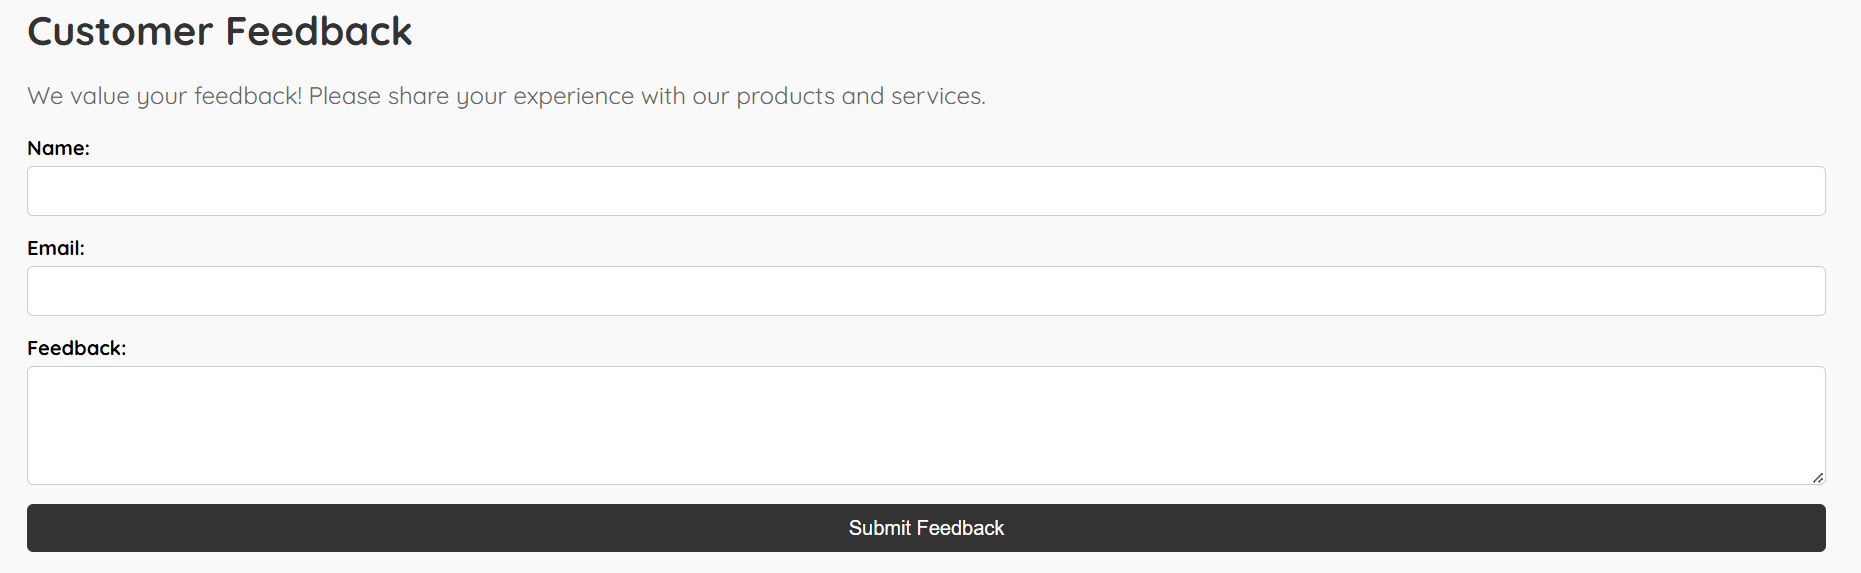 Customer Feedback
We value your feedback! Please share your experience with our products and services.
Name:
Email:
Feedback:
Submit Feedback